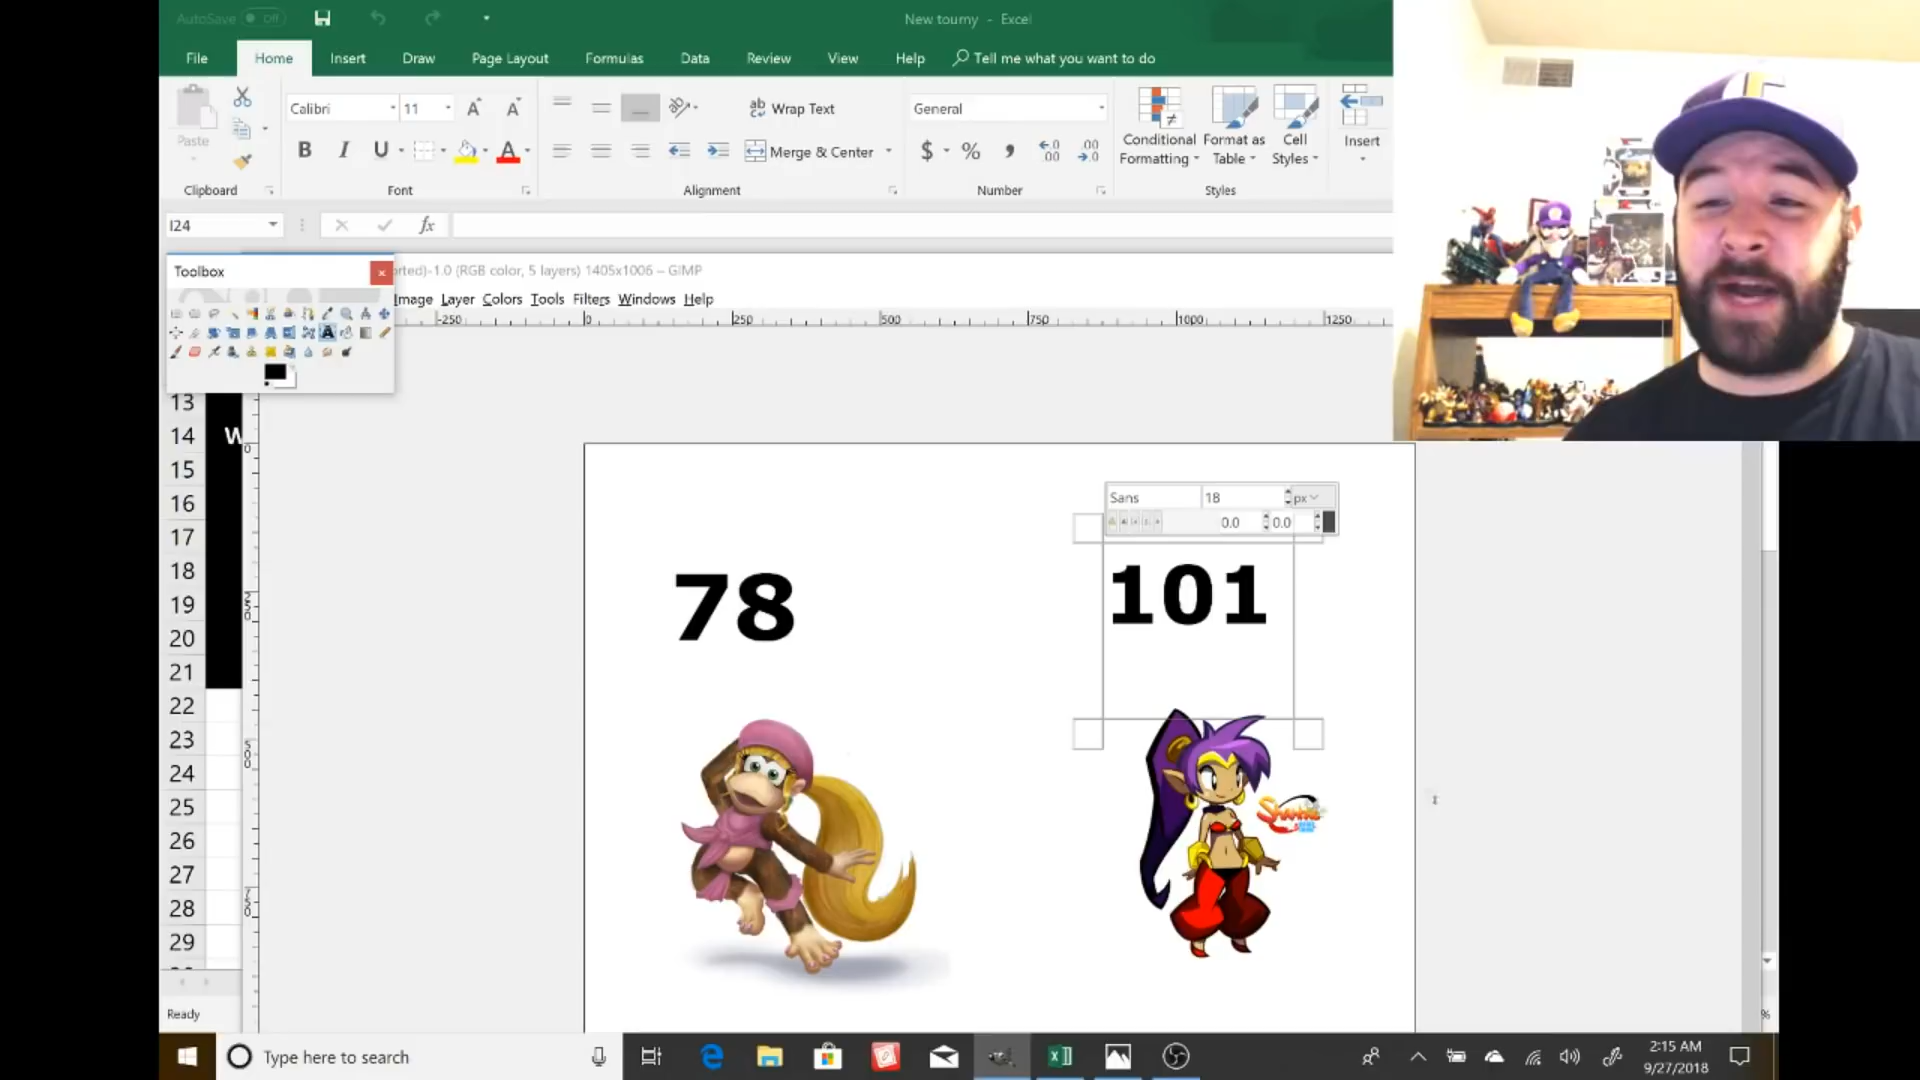 AutoSave Off
New tourny - Excel
File Home Insert Draw Page Layout Formulas Data Review View Help Tell me what you want to do
Calibri 11
Wrap Text
General
Paste
B I U
Merge & Center
$ % ,
Conditional Formatting
Format as Table
Cell Styles
Insert
Clipboard Font Alignment Number Styles
I24
fx
Toolbox
orted)-1.0 (RGB color, 5 layers) 1405x1006 – GIMP
Image Layer Colors Tools Filters Windows Help
-250 0 250 500 750 1000 1250
13
14 W
15
16
17
18
19
20
21
22
23
24
25
26
27
28
29
Sans 18 px
0.0 0.0
78
101
Shantae
Ready
%
Type here to search
2:15 AM
9/27/2018